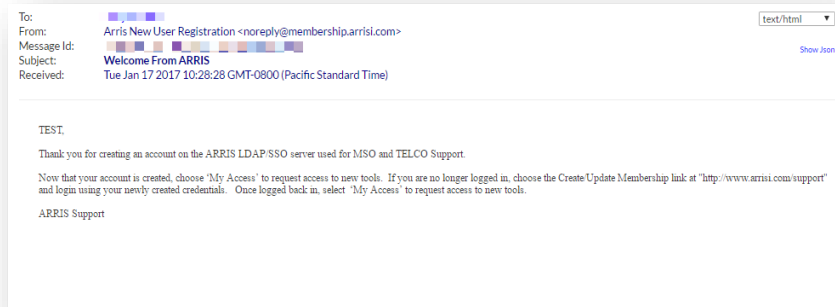 To:
text/html
From: Arris New User Registration <noreply@membership.arrisi.com>
Message Id:
Show Json
Subject: Welcome From ARRIS
Received: Tue Jan 17 2017 10:28:28 GMT-0800 (Pacific Standard Time)
TEST,
Thank you for creating an account on the ARRIS LDAP/SSO server used for MSO and TELCO Support.
Now that your account is created, choose ‘My Access’ to request access to new tools.  If you are no longer logged in, choose the Create/Update Membership link at "http://www.arrisi.com/support"
and login using your newly created credentials.   Once logged back in, select  ‘My Access’ to request access to new tools.
ARRIS Support